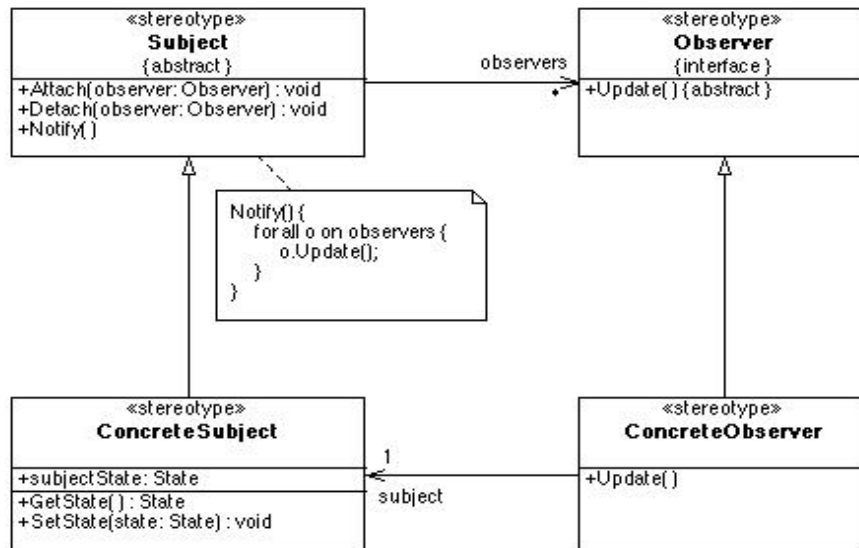 «stereotype»
Subject
{abstract}
+Attach(observer: Observer) : void
+Detach(observer: Observer) : void
+Notify()
observers
*
«stereotype»
Observer
{interface}
+Update() {abstract}
Notify() {
for all o on observers {
o.Update();
}
}
«stereotype»
ConcreteSubject
+subjectState: State
+GetState() : State
+SetState(state: State) : void
1
subject
«stereotype»
ConcreteObserver
+Update()